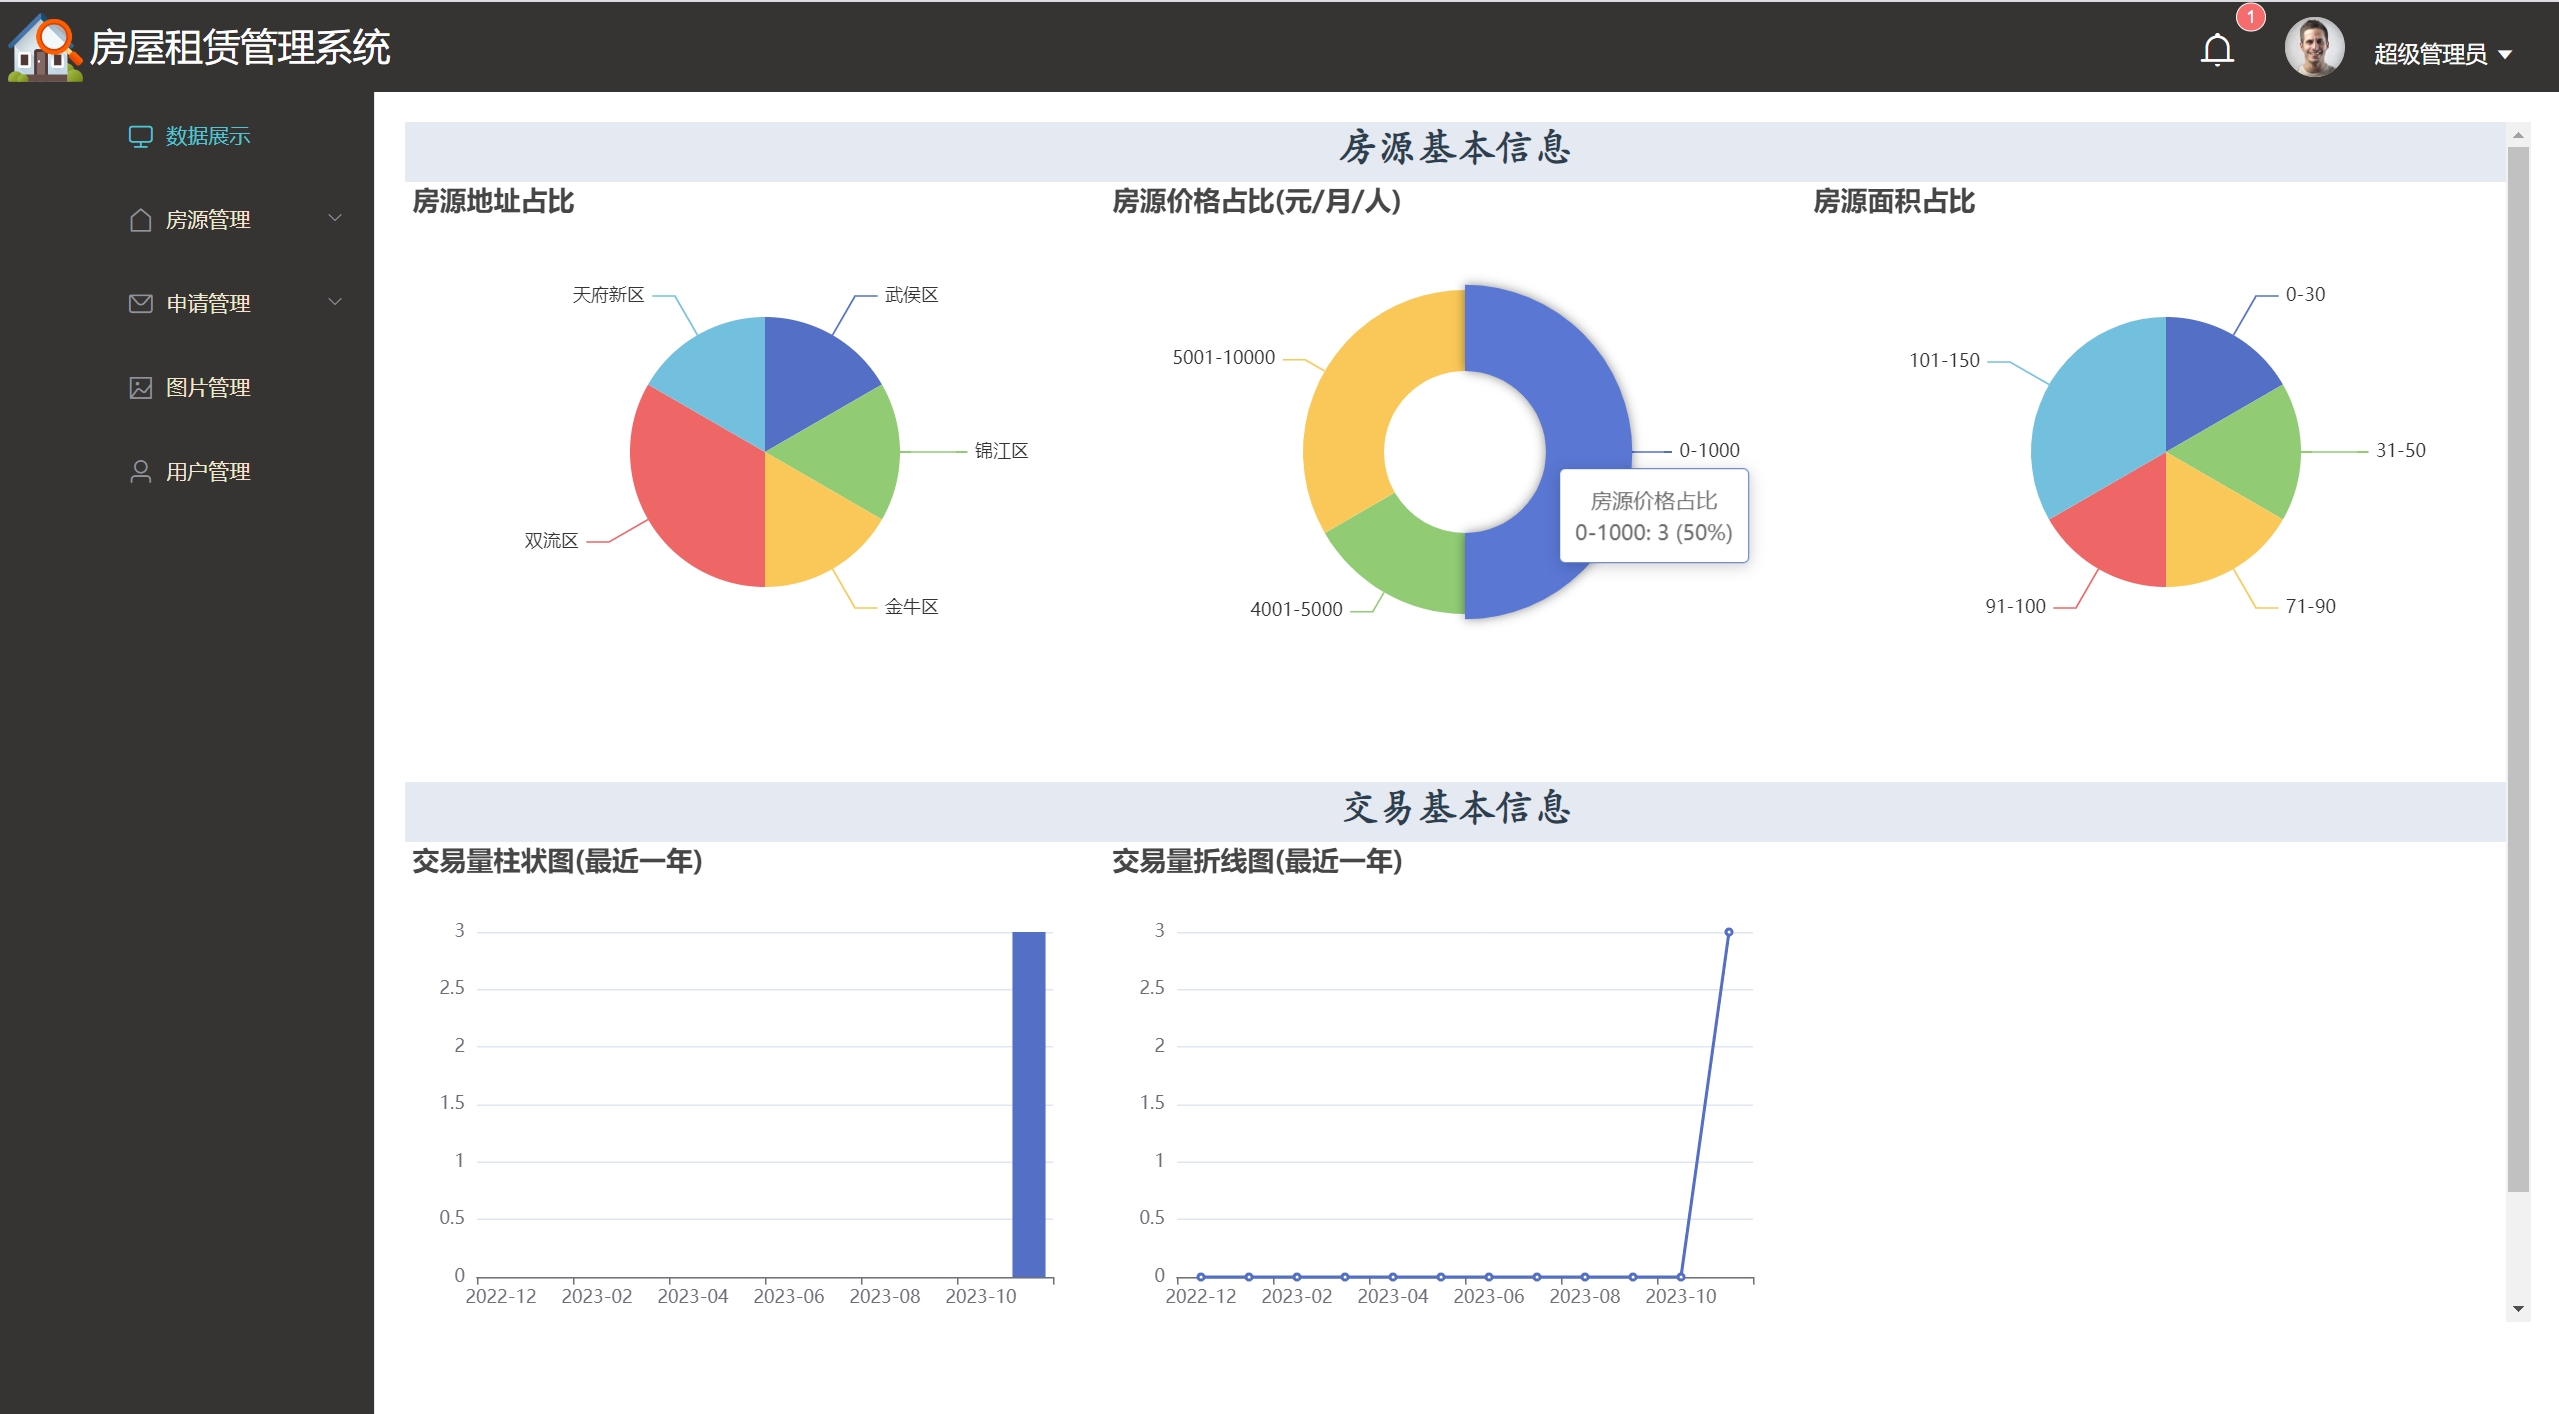 房屋租赁管理系统
1
超级管理员
数据展示
房源管理
申请管理
图片管理
用户管理
房源基本信息
房源地址占比
天府新区
武侯区
锦江区
双流区
金牛区
房源价格占比(元/月/人)
5001-10000
0-1000
4001-5000
房源价格占比
0-1000: 3 (50%)
房源面积占比
0-30
101-150
31-50
91-100
71-90
交易基本信息
交易量柱状图(最近一年)
3
2.5
2
1.5
1
0.5
0
2022-12 2023-02 2023-04 2023-06 2023-08 2023-10
交易量折线图(最近一年)
3
2.5
2
1.5
1
0.5
0
2022-12 2023-02 2023-04 2023-06 2023-08 2023-10